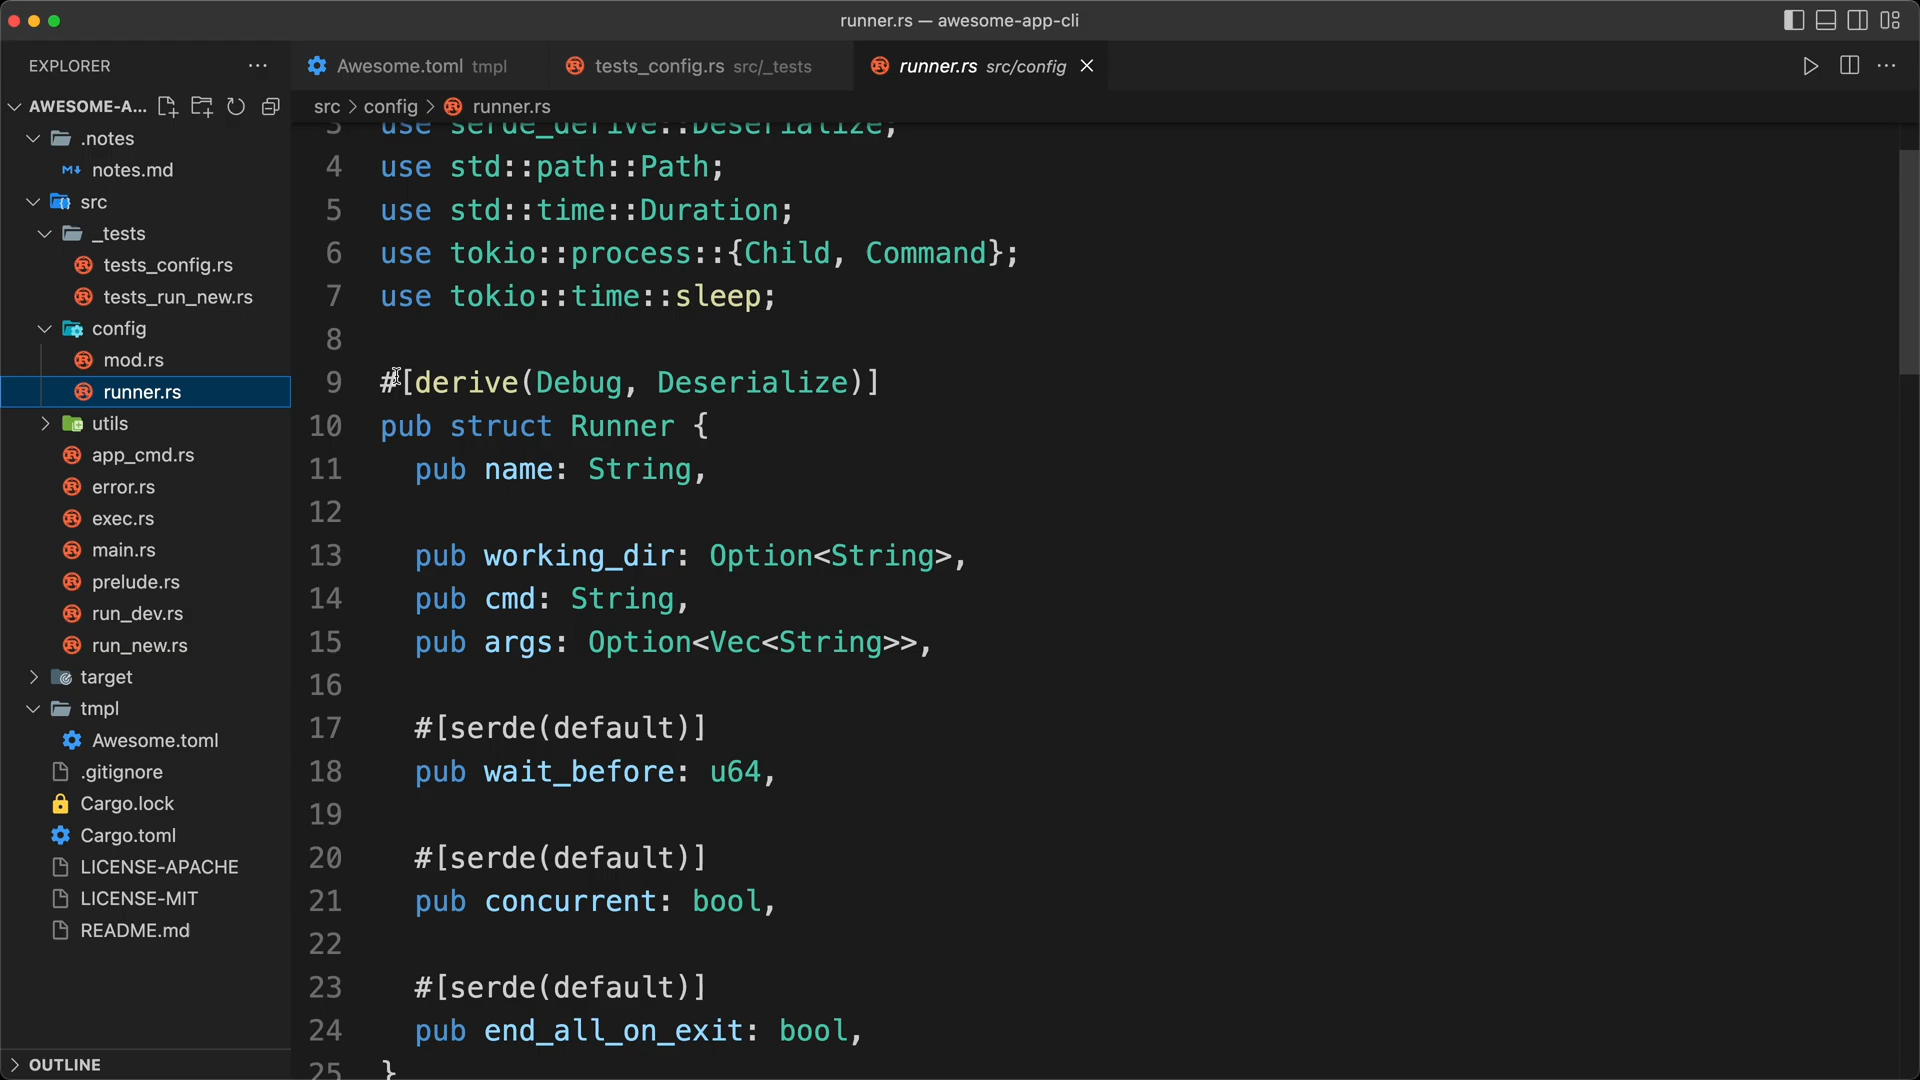 runner.rs — awesome-app-cli
EXPLORER
AWESOME-A...
.notes
notes.md
src
_tests
tests_config.rs
tests_run_new.rs
config
mod.rs
runner.rs
utils
app_cmd.rs
error.rs
exec.rs
main.rs
prelude.rs
run_dev.rs
run_new.rs
target
tmpl
Awesome.toml
.gitignore
Cargo.lock
Cargo.toml
LICENSE-APACHE
LICENSE-MIT
README.md
OUTLINE
Awesome.toml tmpl
tests_config.rs src/_tests
runner.rs src/config
src > config > runner.rs
3 use serde_derive::Deserialize;
4 use std::path::Path;
5 use std::time::Duration;
6 use tokio::process::{Child, Command};
7 use tokio::time::sleep;
8
9 #[derive(Debug, Deserialize)]
10 pub struct Runner {
11 pub name: String,
12
13 pub working_dir: Option<String>,
14 pub cmd: String,
15 pub args: Option<Vec<String>>,
16
17 #[serde(default)]
18 pub wait_before: u64,
19
20 #[serde(default)]
21 pub concurrent: bool,
22
23 #[serde(default)]
24 pub end_all_on_exit: bool,
25 }